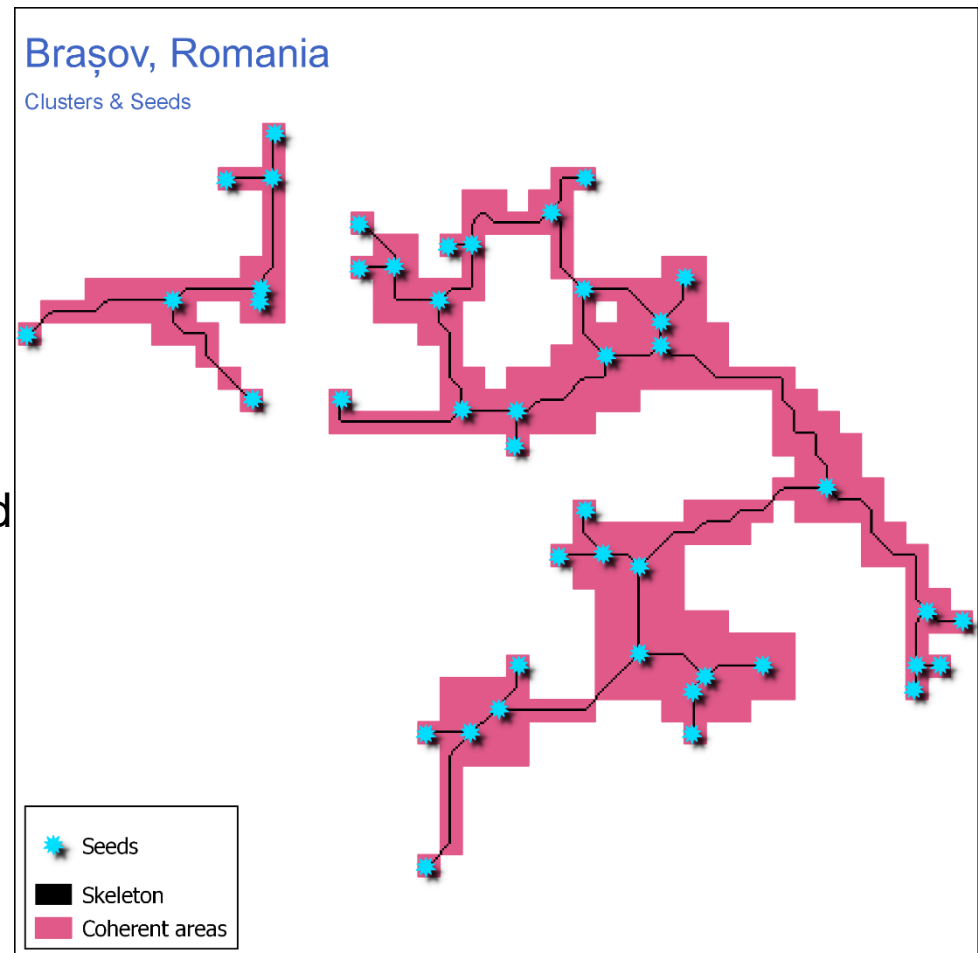 Brașov, Romania
Clusters & Seeds
d
Seeds
Skeleton
Coherent areas